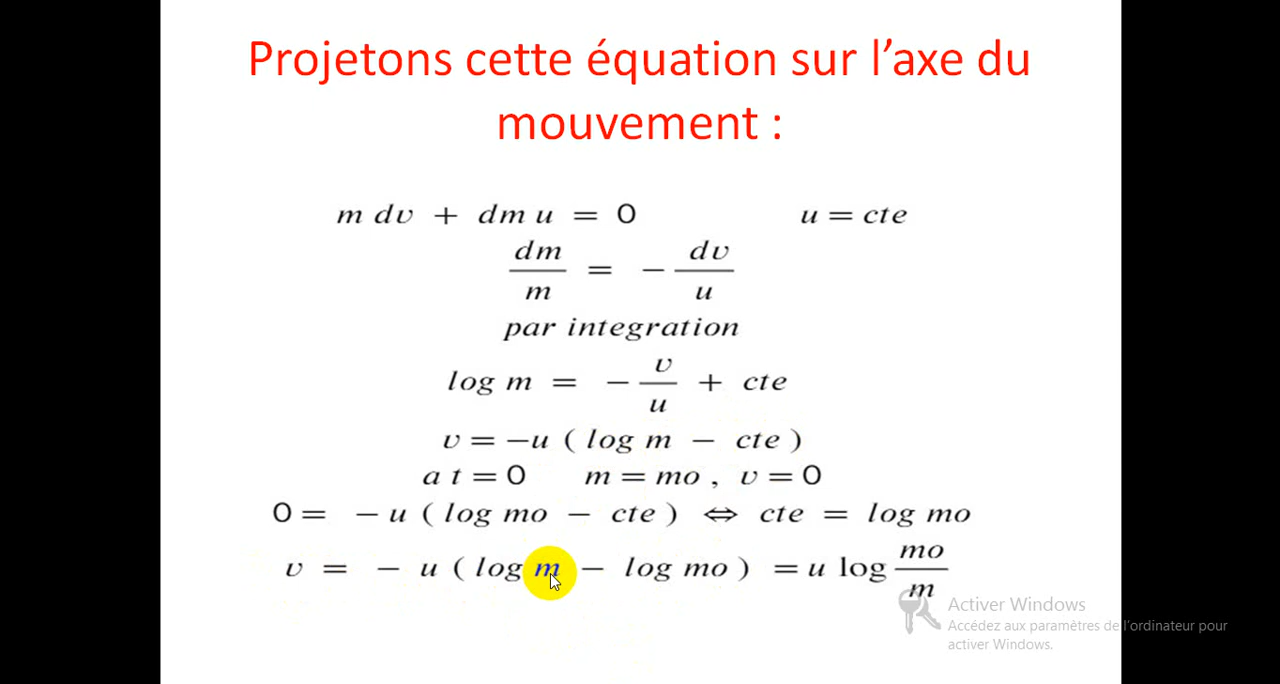 Projetons cette équation sur l'axe du
mouvement :
m dv + dm u = 0 u = cte
dm/m = − dv/u
par integration
log m = − v/u + cte
v = −u ( log m − cte )
a t = 0 m = mo , v = 0
0 = − u ( log mo − cte ) ⇔ cte = log mo
v = − u ( log m − log mo ) = u log mo/m
Activer Windows
Accédez aux paramètres de l'ordinateur pour
activer Windows.